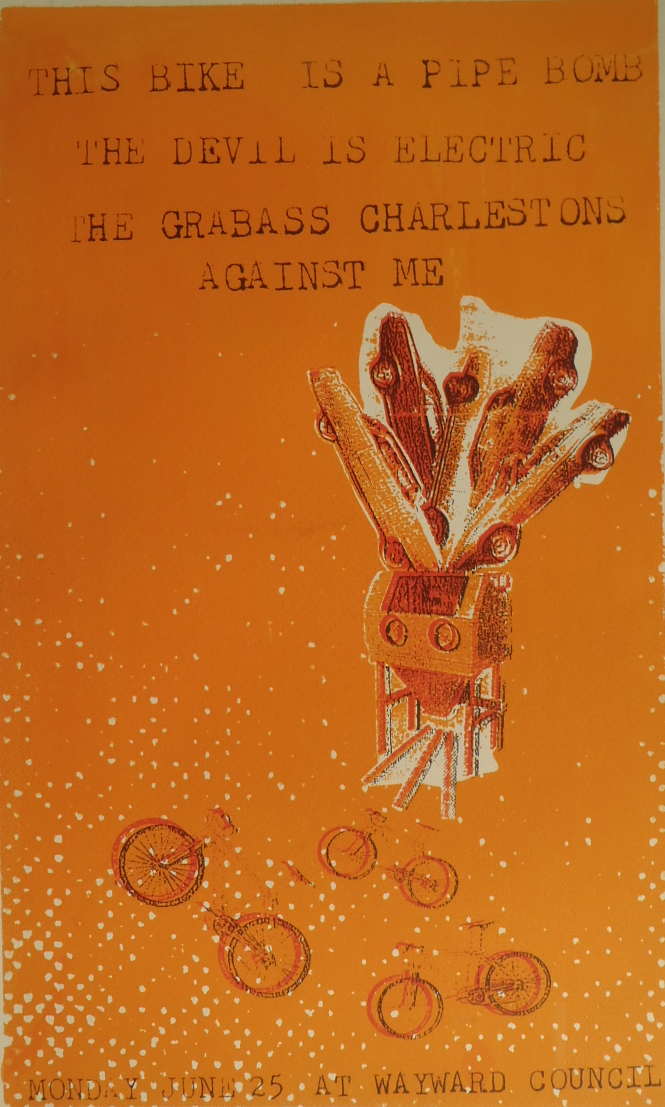 THIS BIKE IS A PIPE BOMB
THE DEVIL IS ELECTRIC
THE GRABASS CHARLESTONS
AGAINST ME
MONDAY JUNE 25 AT WAYWARD COUNCIL